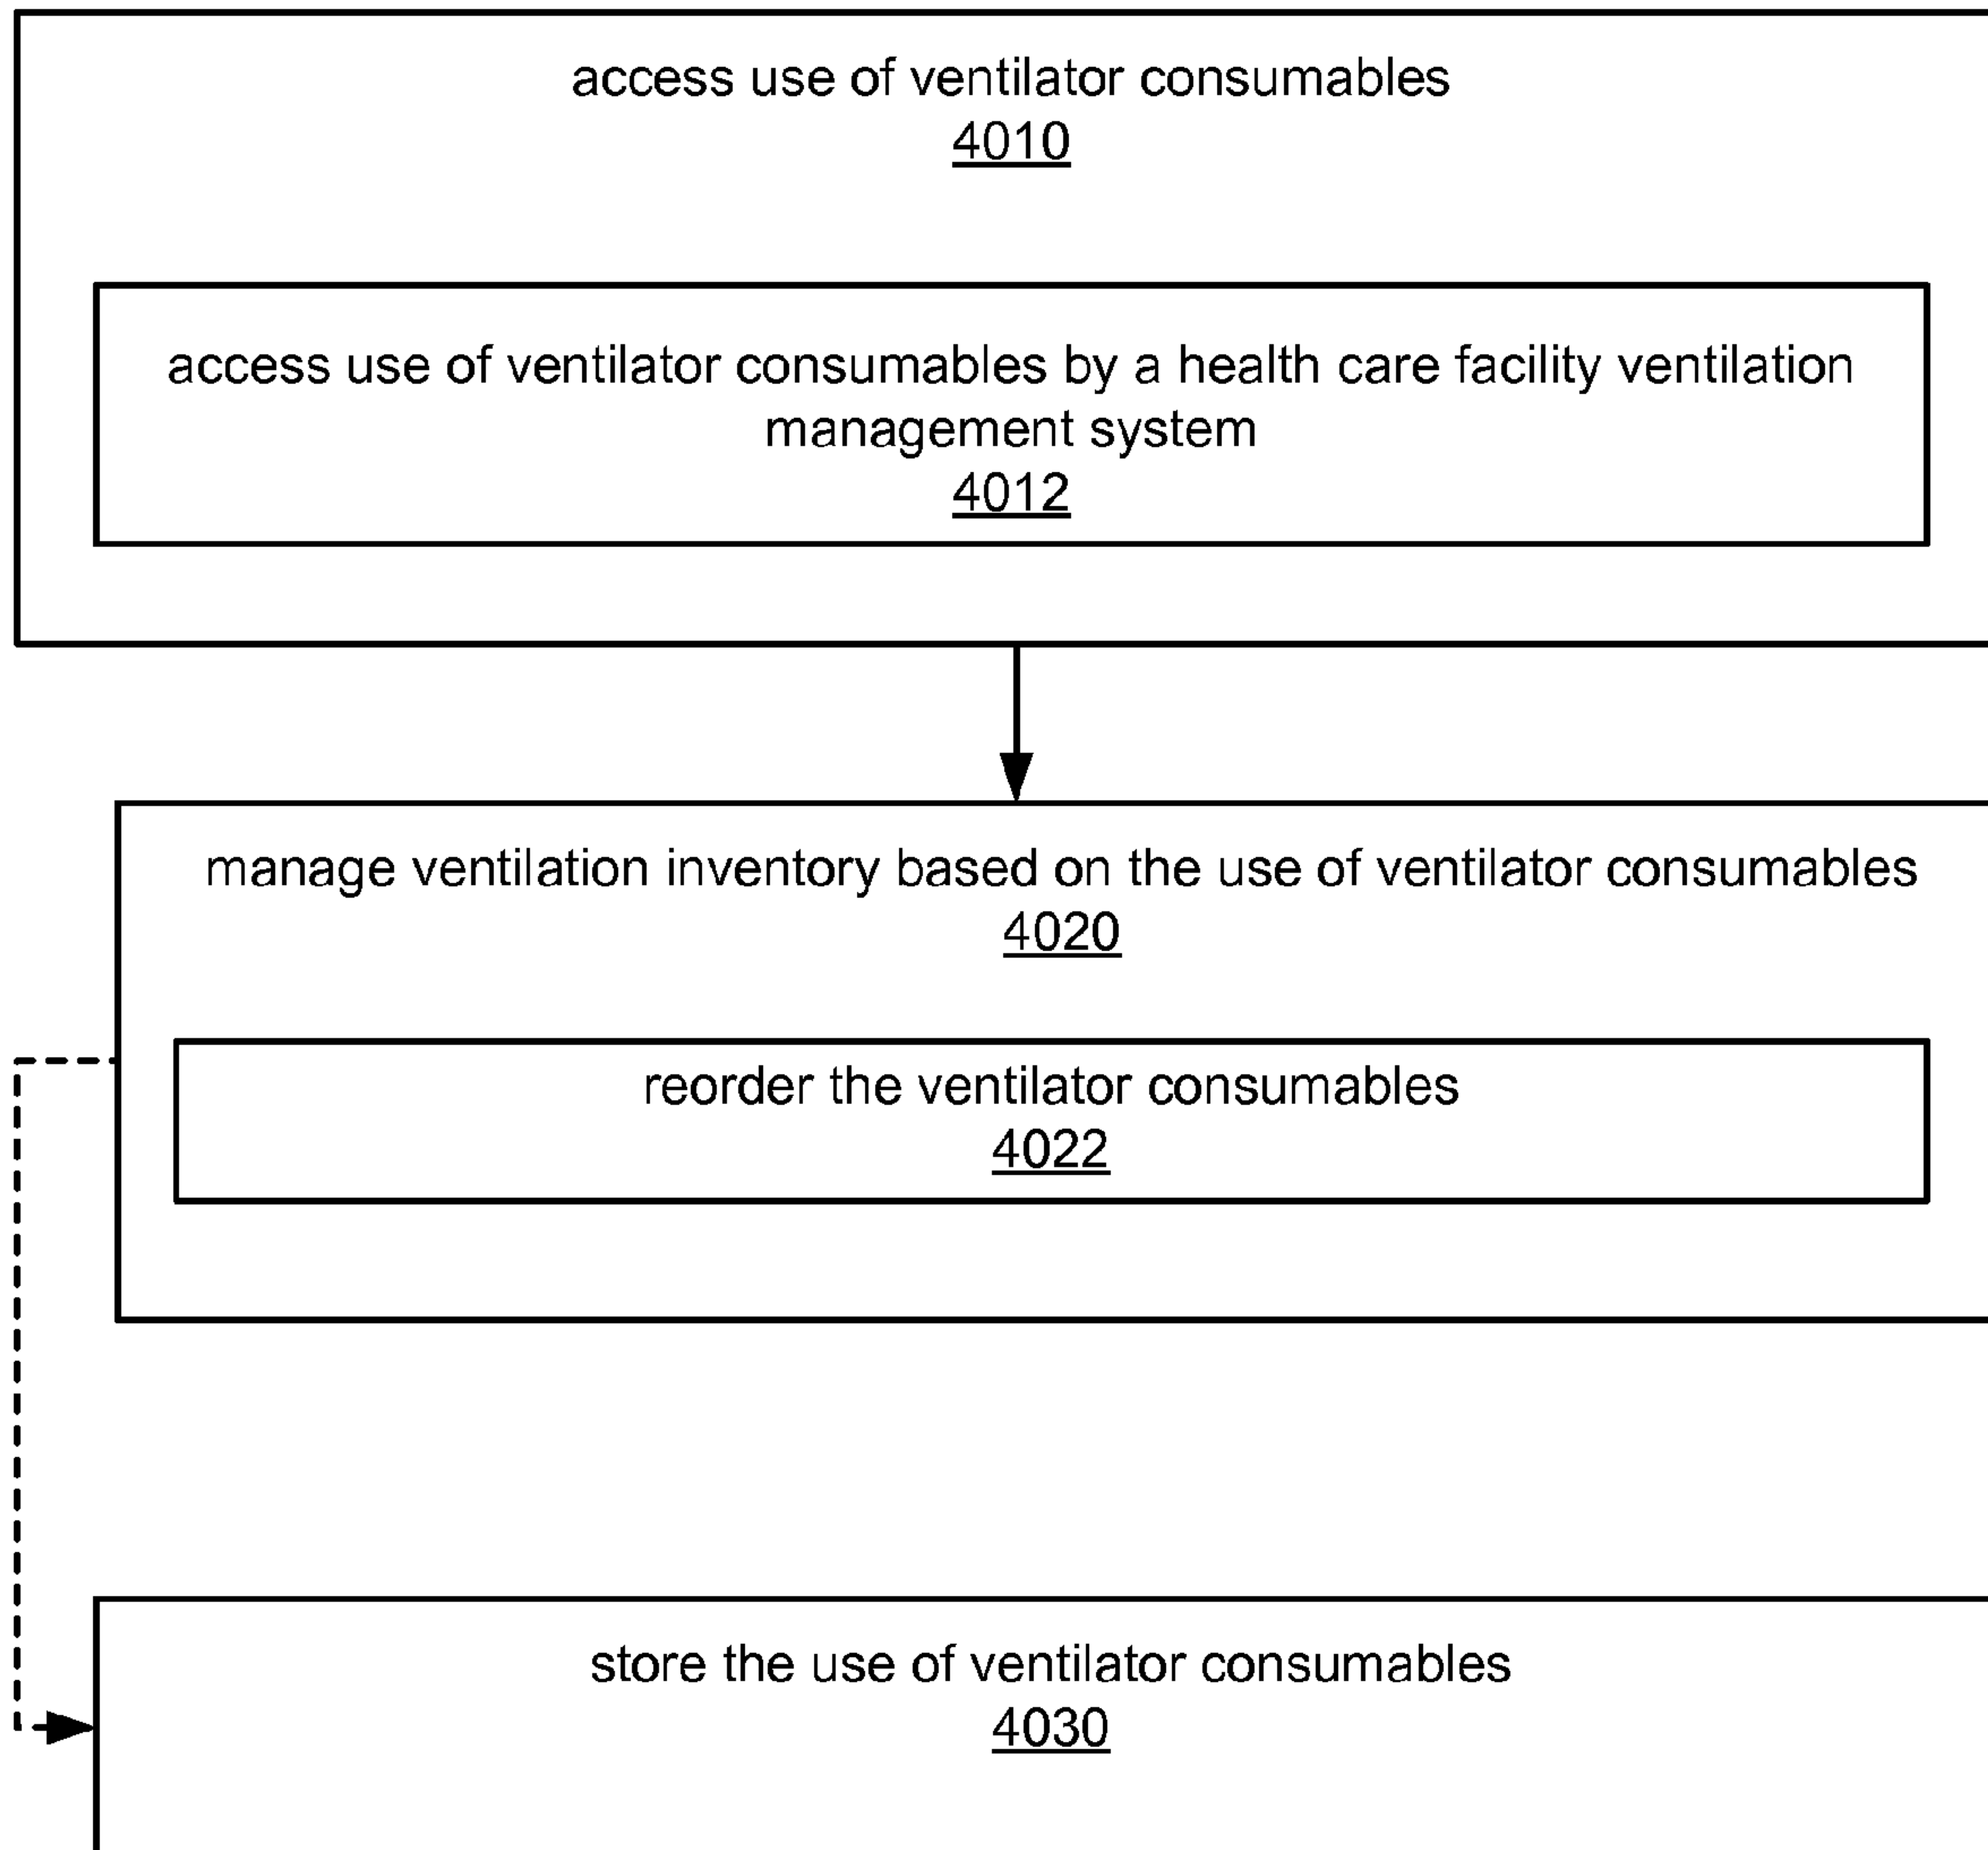 access use of ventilator consumables
4010
access use of ventilator consumables by a health care facility ventilation
management system
4012
manage ventilation inventory based on the use of ventilator consumables
4020
reorder the ventilator consumables
4022
store the use of ventilator consumables
4030